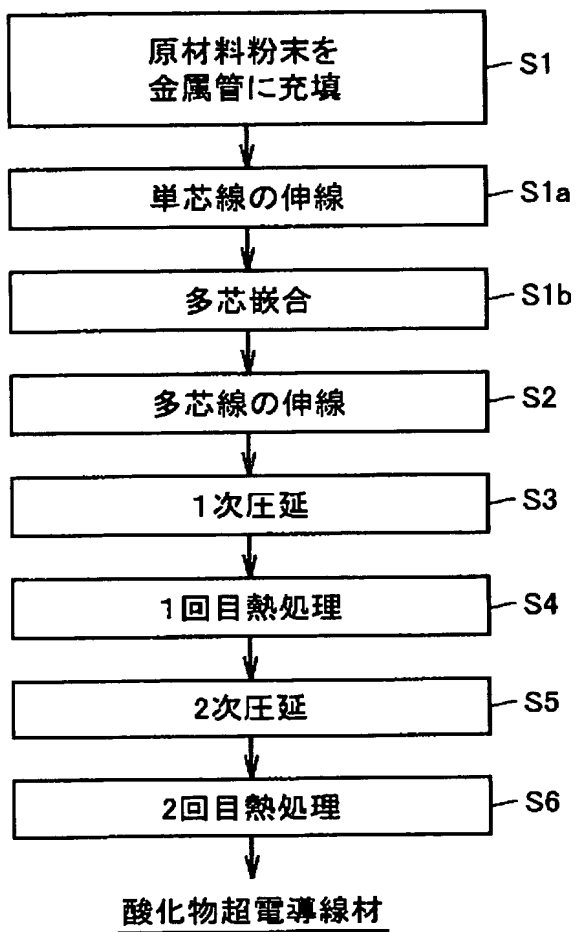 原材料粉末を
金属管に充填
S1
単芯線の伸線
S1a
多芯嵌合
S1b
多芯線の伸線
S2
1次圧延
S3
1回目熱処理
S4
2次圧延
S5
2回目熱処理
S6
酸化物超電導線材